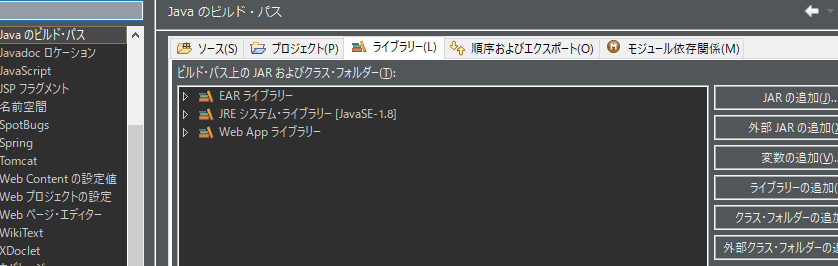 Java のビルド・パス
Java のビルド・パス
Javadoc ロケーション
JavaScript
JSP フラグメント
名前空間
SpotBugs
Spring
Tomcat
Web Content の設定値
Web プロジェクトの設定
Web ページ・エディター
WikiText
XDoclet
ソース(S)
プロジェクト(P)
ライブラリー(L)
順序およびエクスポート(O)
モジュール依存関係(M)
ビルド・パス上の JAR およびクラス・フォルダー(T):
EAR ライブラリー
JRE システム・ライブラリー [JavaSE-1.8]
Web App ライブラリー
JAR の追加(J)...
外部 JAR の追加(X
変数の追加(V)...
ライブラリーの追加(
クラス・フォルダーの追加
外部クラス・フォルダーの追